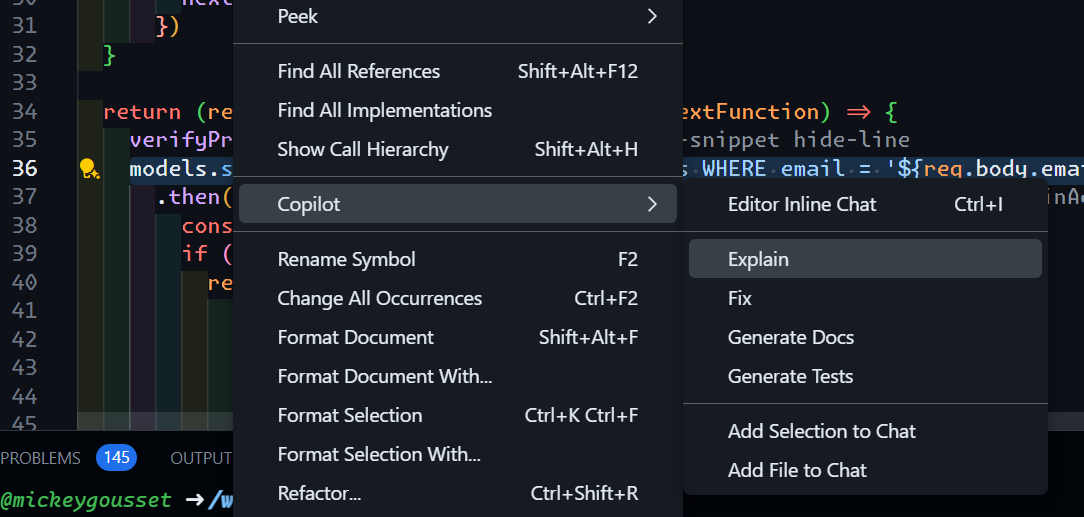 30
31 })
32 }
33
34 return (re extFunction) => {
35 verifyPr -snippet hide-line
36 models.s s WHERE email = '${req.body.emai
37 .then( inAc
38 cons
39 if (
40 re
41
42
43
44
45
Peek
Find All References Shift+Alt+F12
Find All Implementations
Show Call Hierarchy Shift+Alt+H
Copilot
Rename Symbol F2
Change All Occurrences Ctrl+F2
Format Document Shift+Alt+F
Format Document With...
Format Selection Ctrl+K Ctrl+F
Format Selection With...
Refactor... Ctrl+Shift+R
Editor Inline Chat Ctrl+I
Explain
Fix
Generate Docs
Generate Tests
Add Selection to Chat
Add File to Chat
PROBLEMS 145 OUTPUT
@mickeygousset → /w